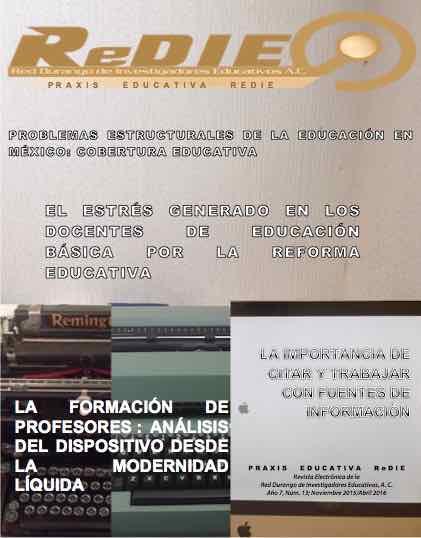 ReDIE
Red Durango de Investigadores Educativos A.C.
PRAXIS EDUCATIVA REDIE
PROBLEMAS ESTRUCTURALES DE LA EDUCACIÓN EN
MÉXICO: COBERTURA EDUCATIVA
EL ESTRÉS GENERADO EN LOS
DOCENTES DE EDUCACIÓN
BÁSICA POR LA REFORMA
EDUCATIVA
Remington
LA IMPORTANCIA DE
CITAR Y TRABAJAR
CON FUENTES DE
INFORMACIÓN
LA FORMACIÓN DE
PROFESORES : ANÁLISIS
DEL DISPOSITIVO DESDE
LA MODERNIDAD
LÍQUIDA
PRAXIS EDUCATIVA ReDIE
Revista Electrónica de la
Red Durango de Investigadores Educativos, A. C.
Año 7, Núm. 13; Noviembre 2015/Abril 2016